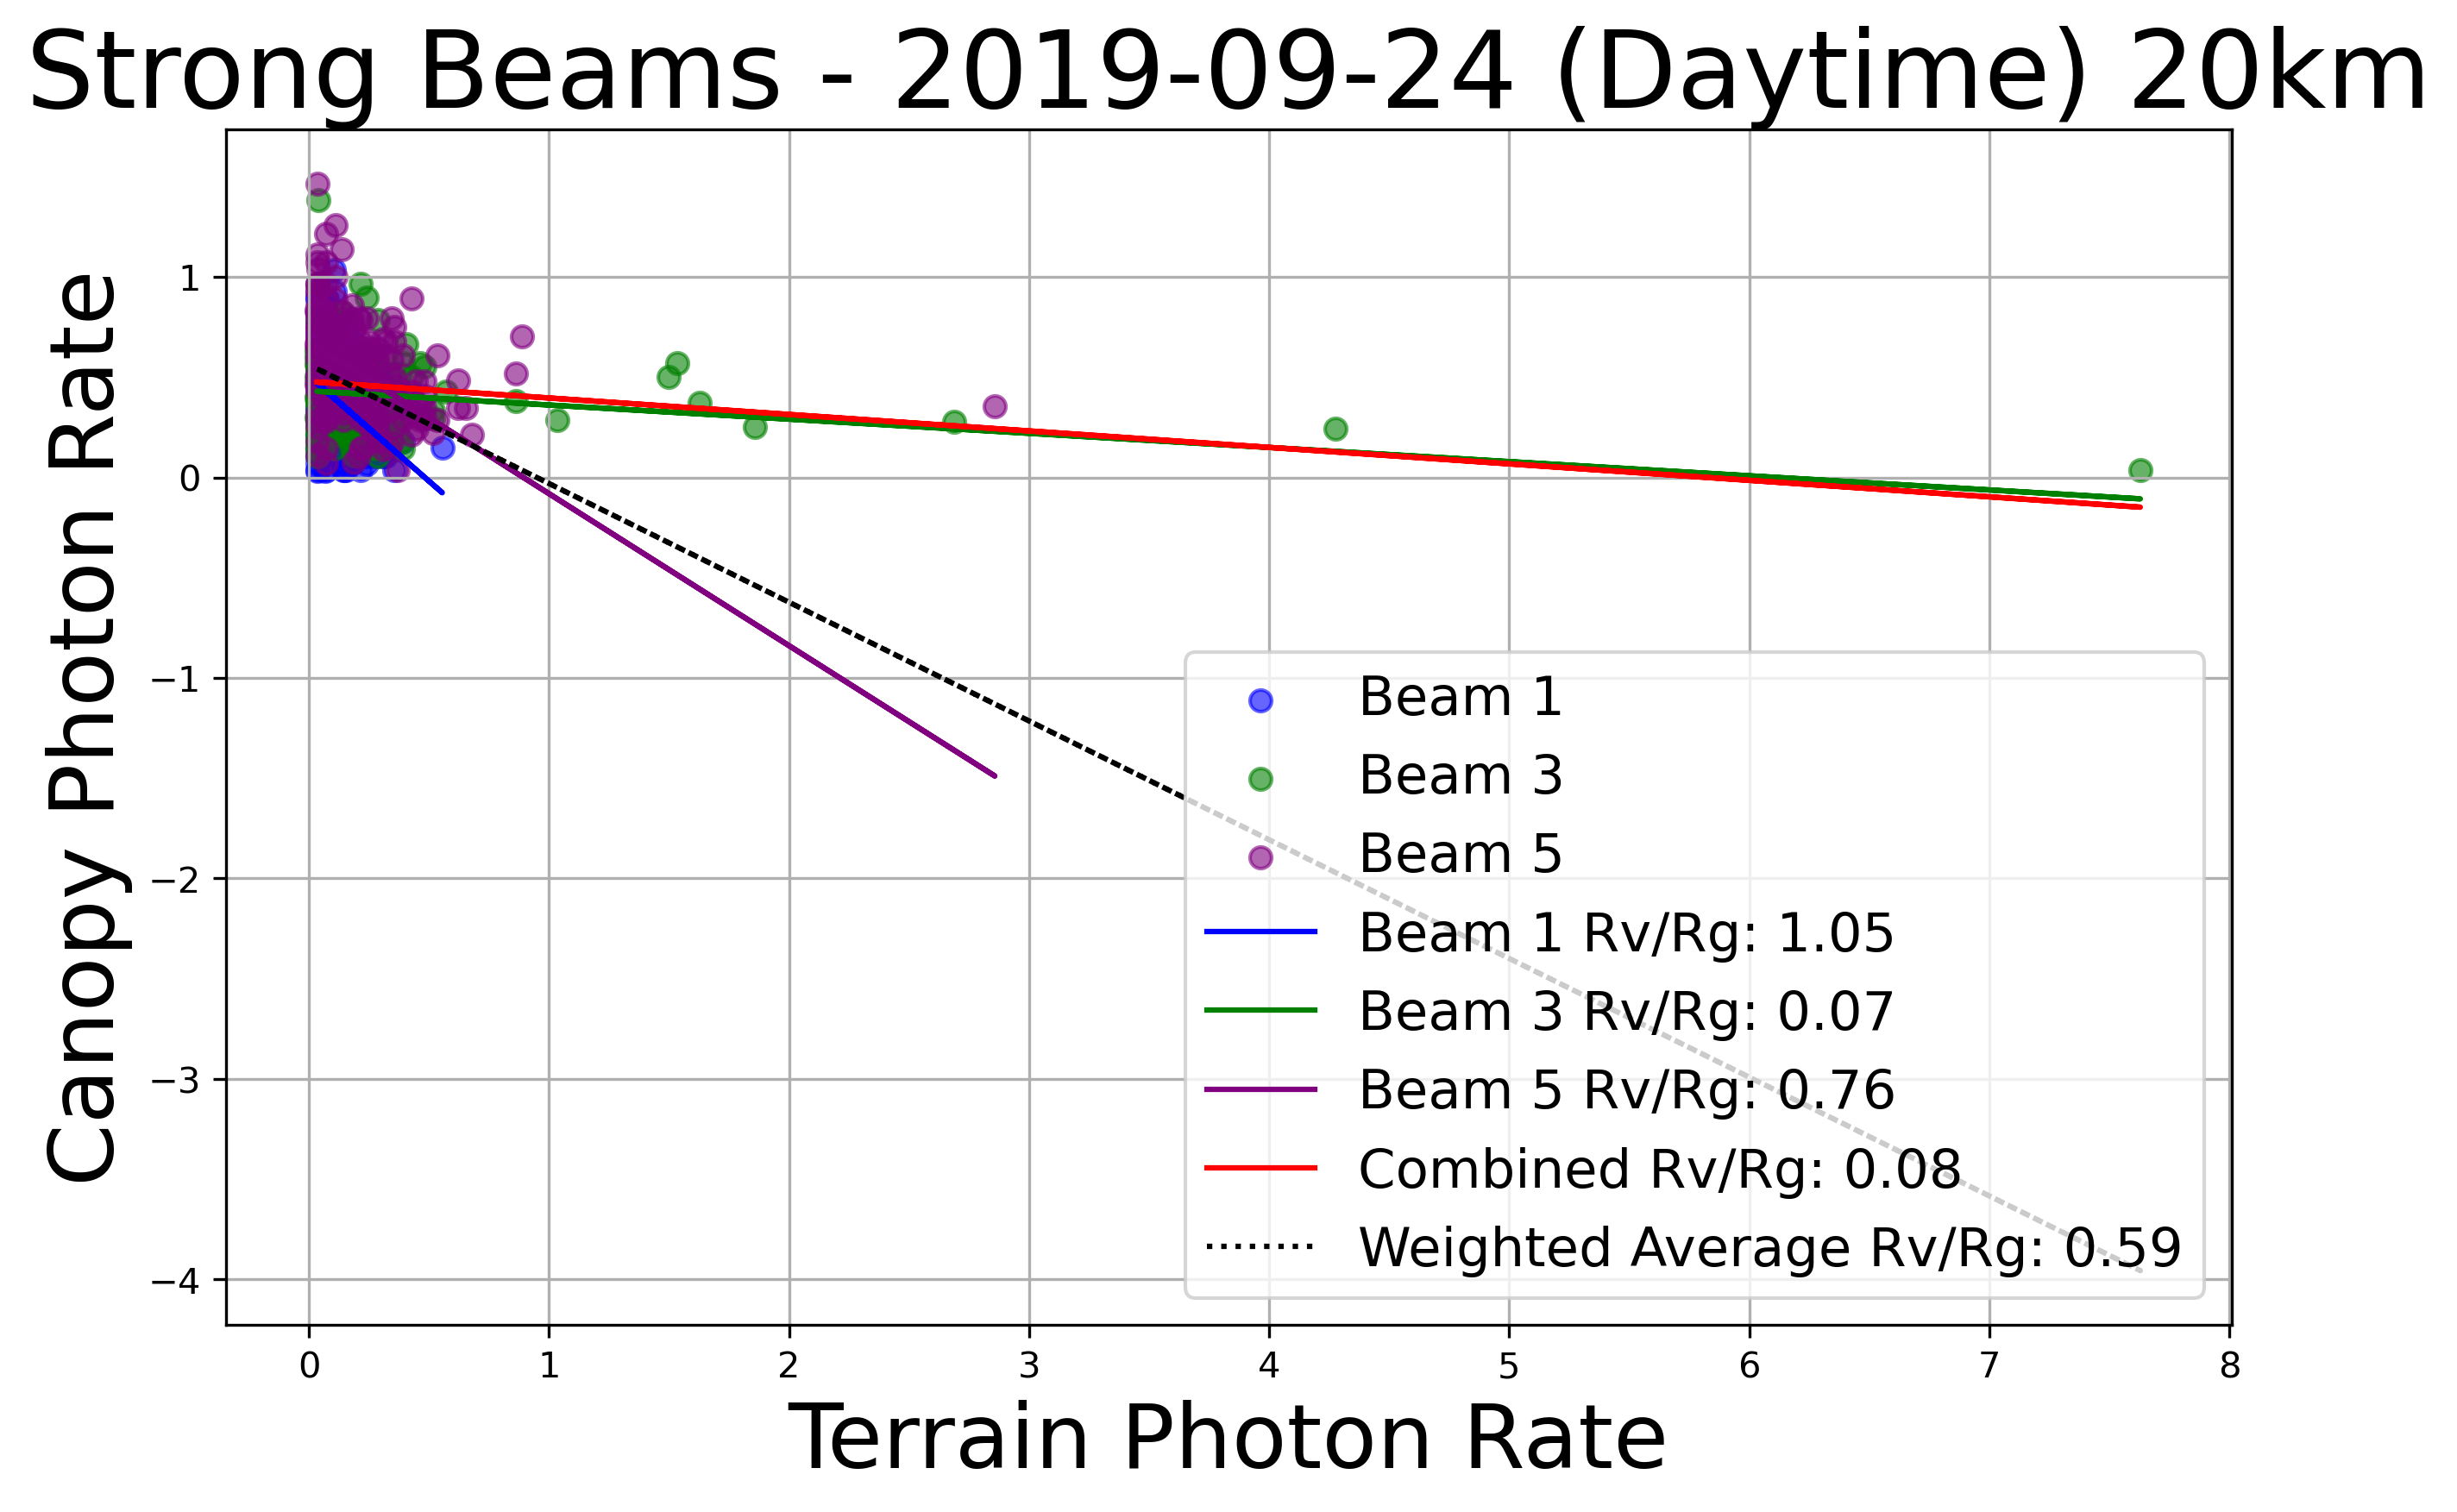 Strong Beams - 2019-09-24 (Daytime) 20km
Canopy Photon Rate
1
0
−1
−2
−3
−4
Beam 1
Beam 3
Beam 5
Beam 1 Rv/Rg: 1.05
Beam 3 Rv/Rg: 0.07
Beam 5 Rv/Rg: 0.76
Combined Rv/Rg: 0.08
Weighted Average Rv/Rg: 0.59
0 1 2 3 4 5 6 7 8
Terrain Photon Rate